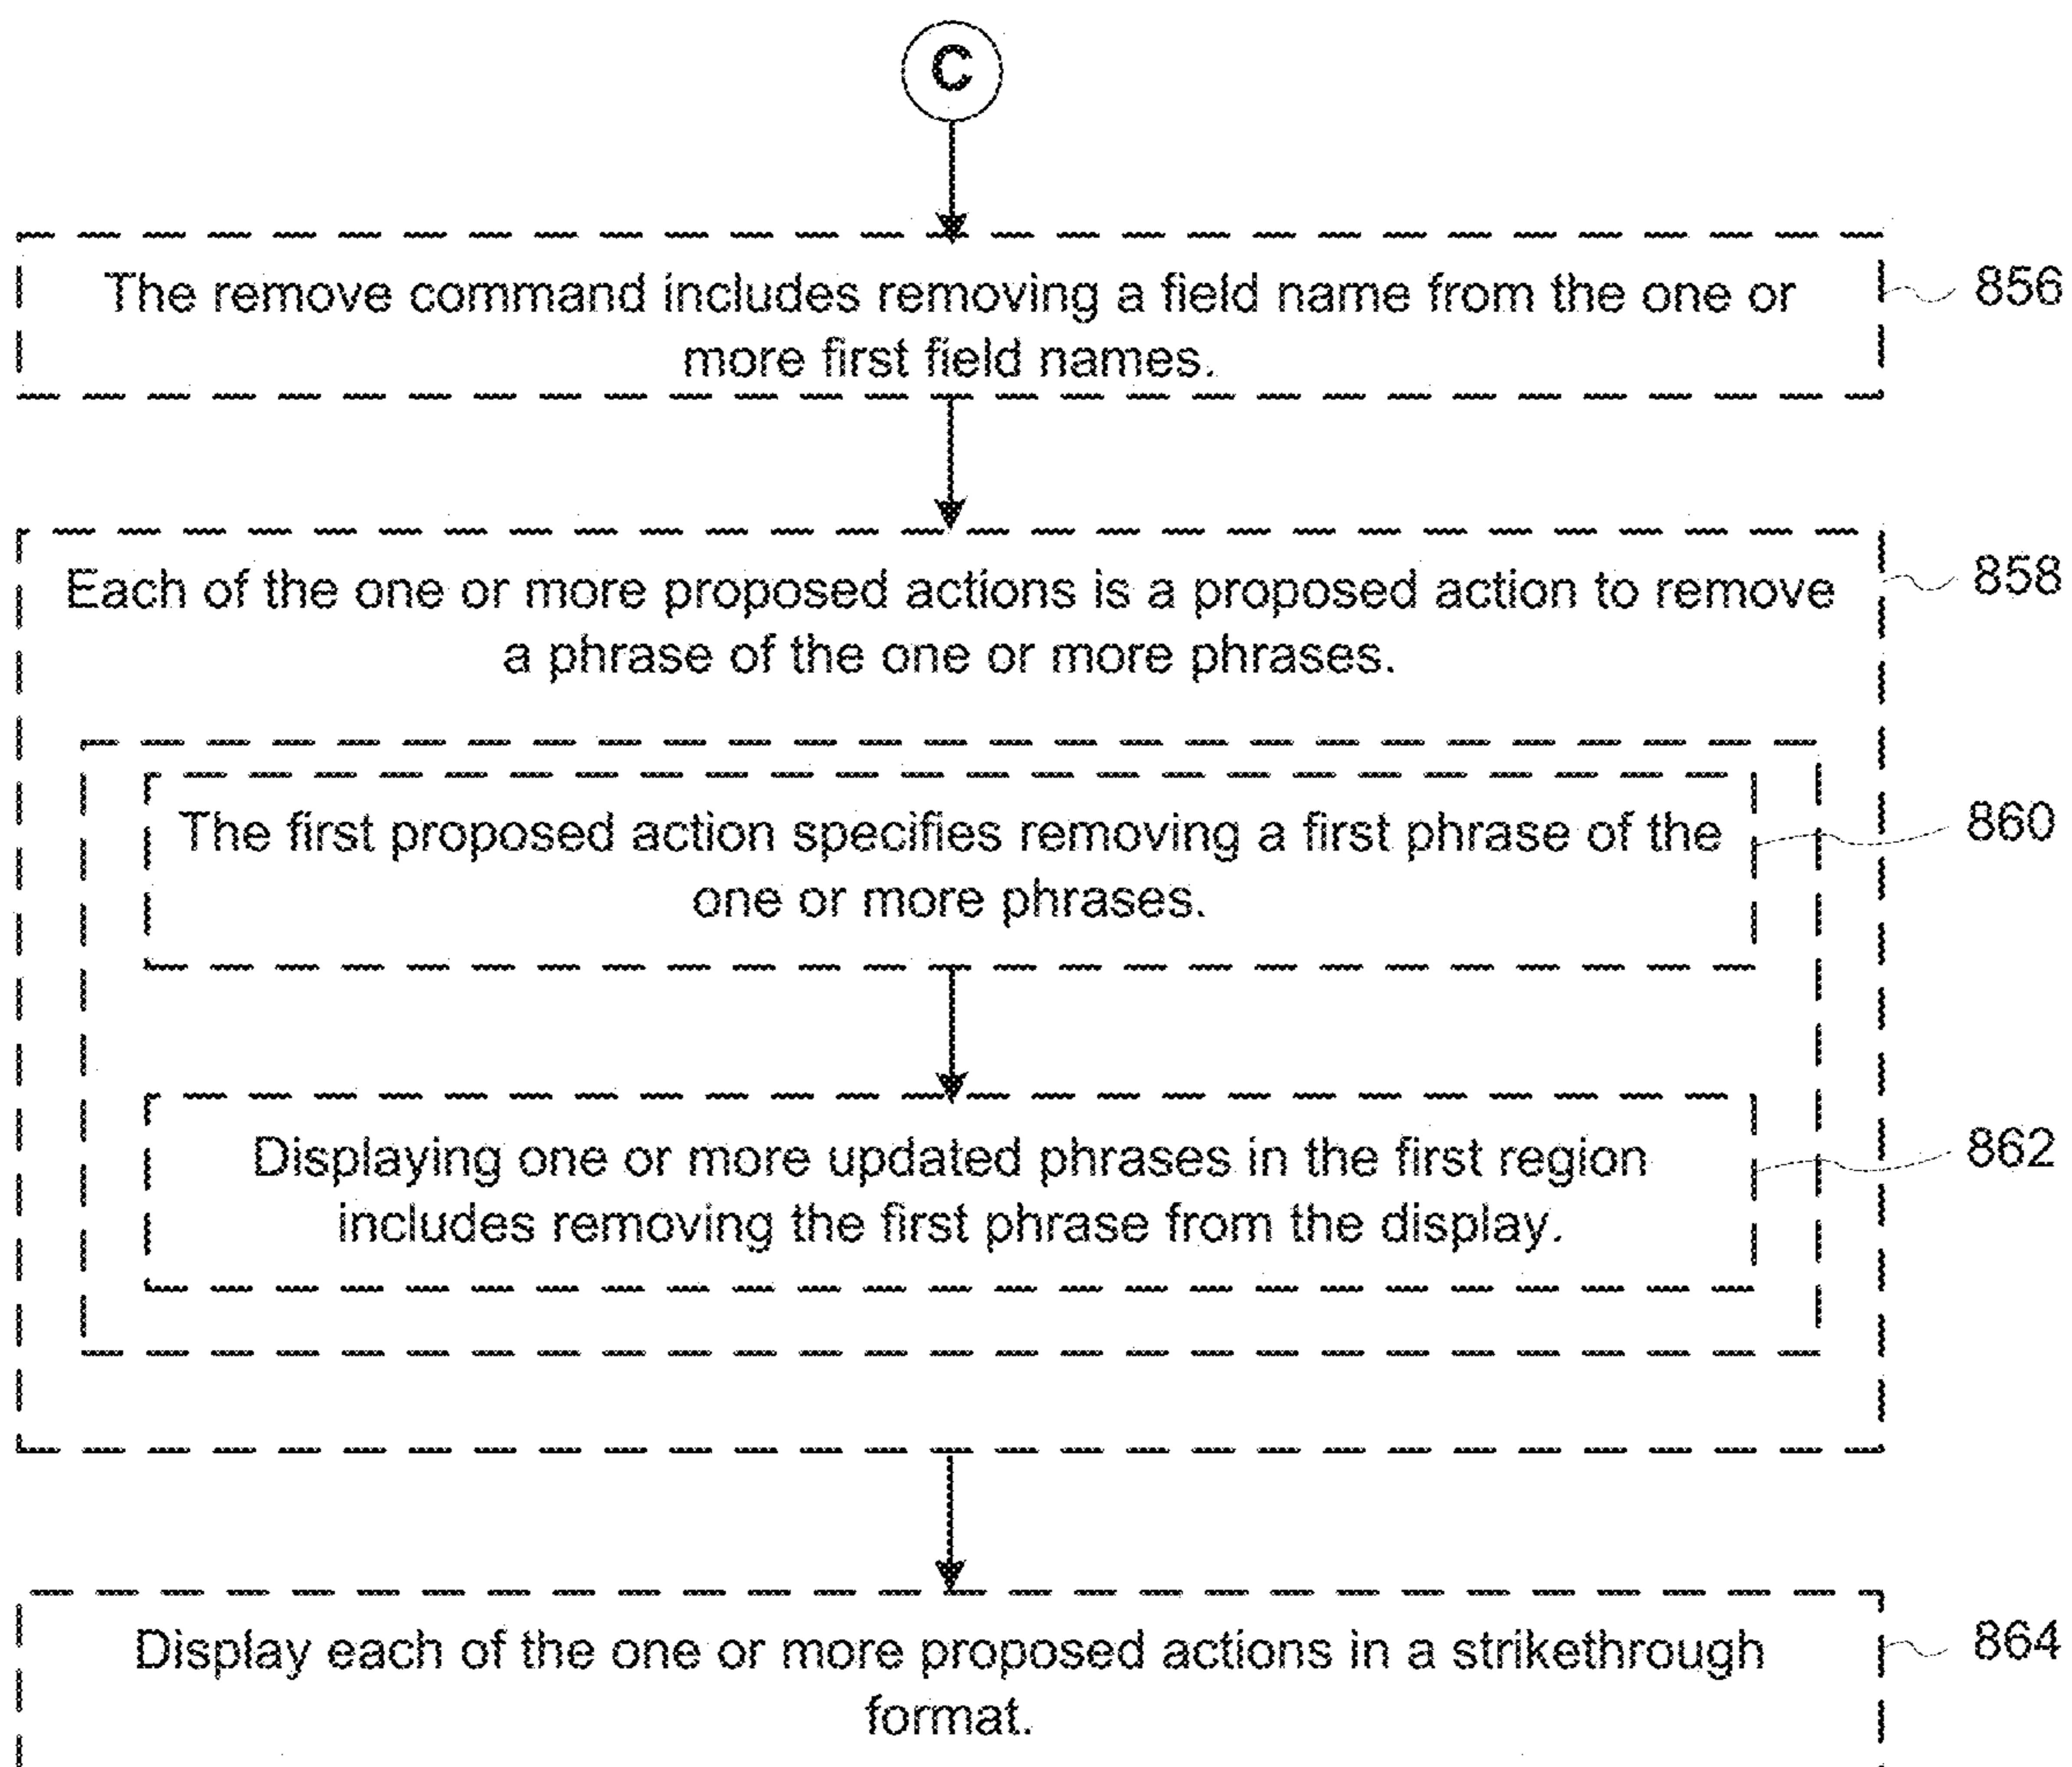 C
The remove command includes removing a field name from the one or
more first field names.
856
Each of the one or more proposed actions is a proposed action to remove
a phrase of the one or more phrases.
858
The first proposed action specifies removing a first phrase of the
one or more phrases.
860
Displaying one or more updated phrases in the first region
includes removing the first phrase from the display.
862
Display each of the one or more proposed actions in a strikethrough
format.
864